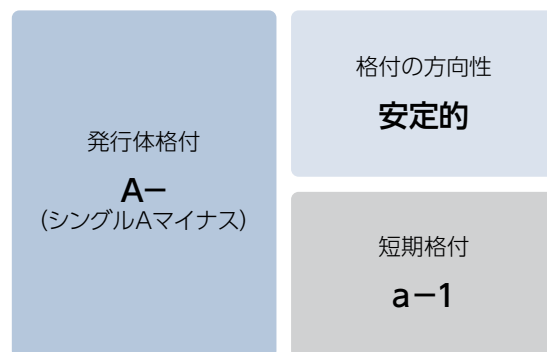 発行体格付
A−
(シングルAマイナス)
格付の方向性
安定的
短期格付
a−1